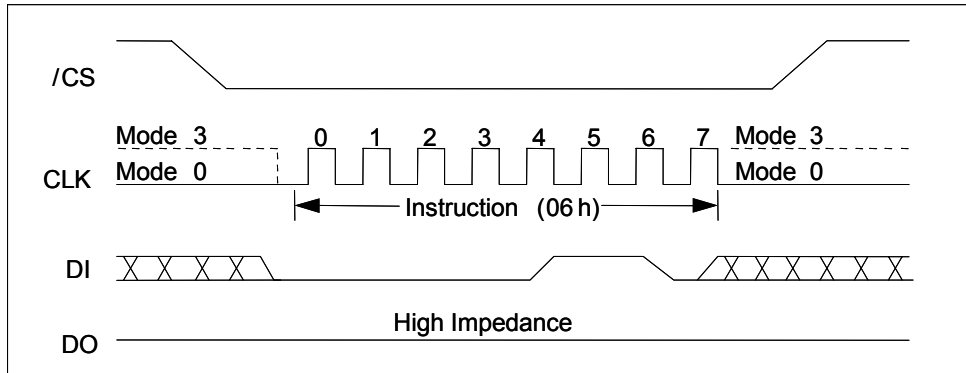 /CS
Mode 3 0 1 2 3 4 5 6 7 Mode 3
CLK Mode 0 Mode 0
Instruction (06h)
DI
High Impedance
DO